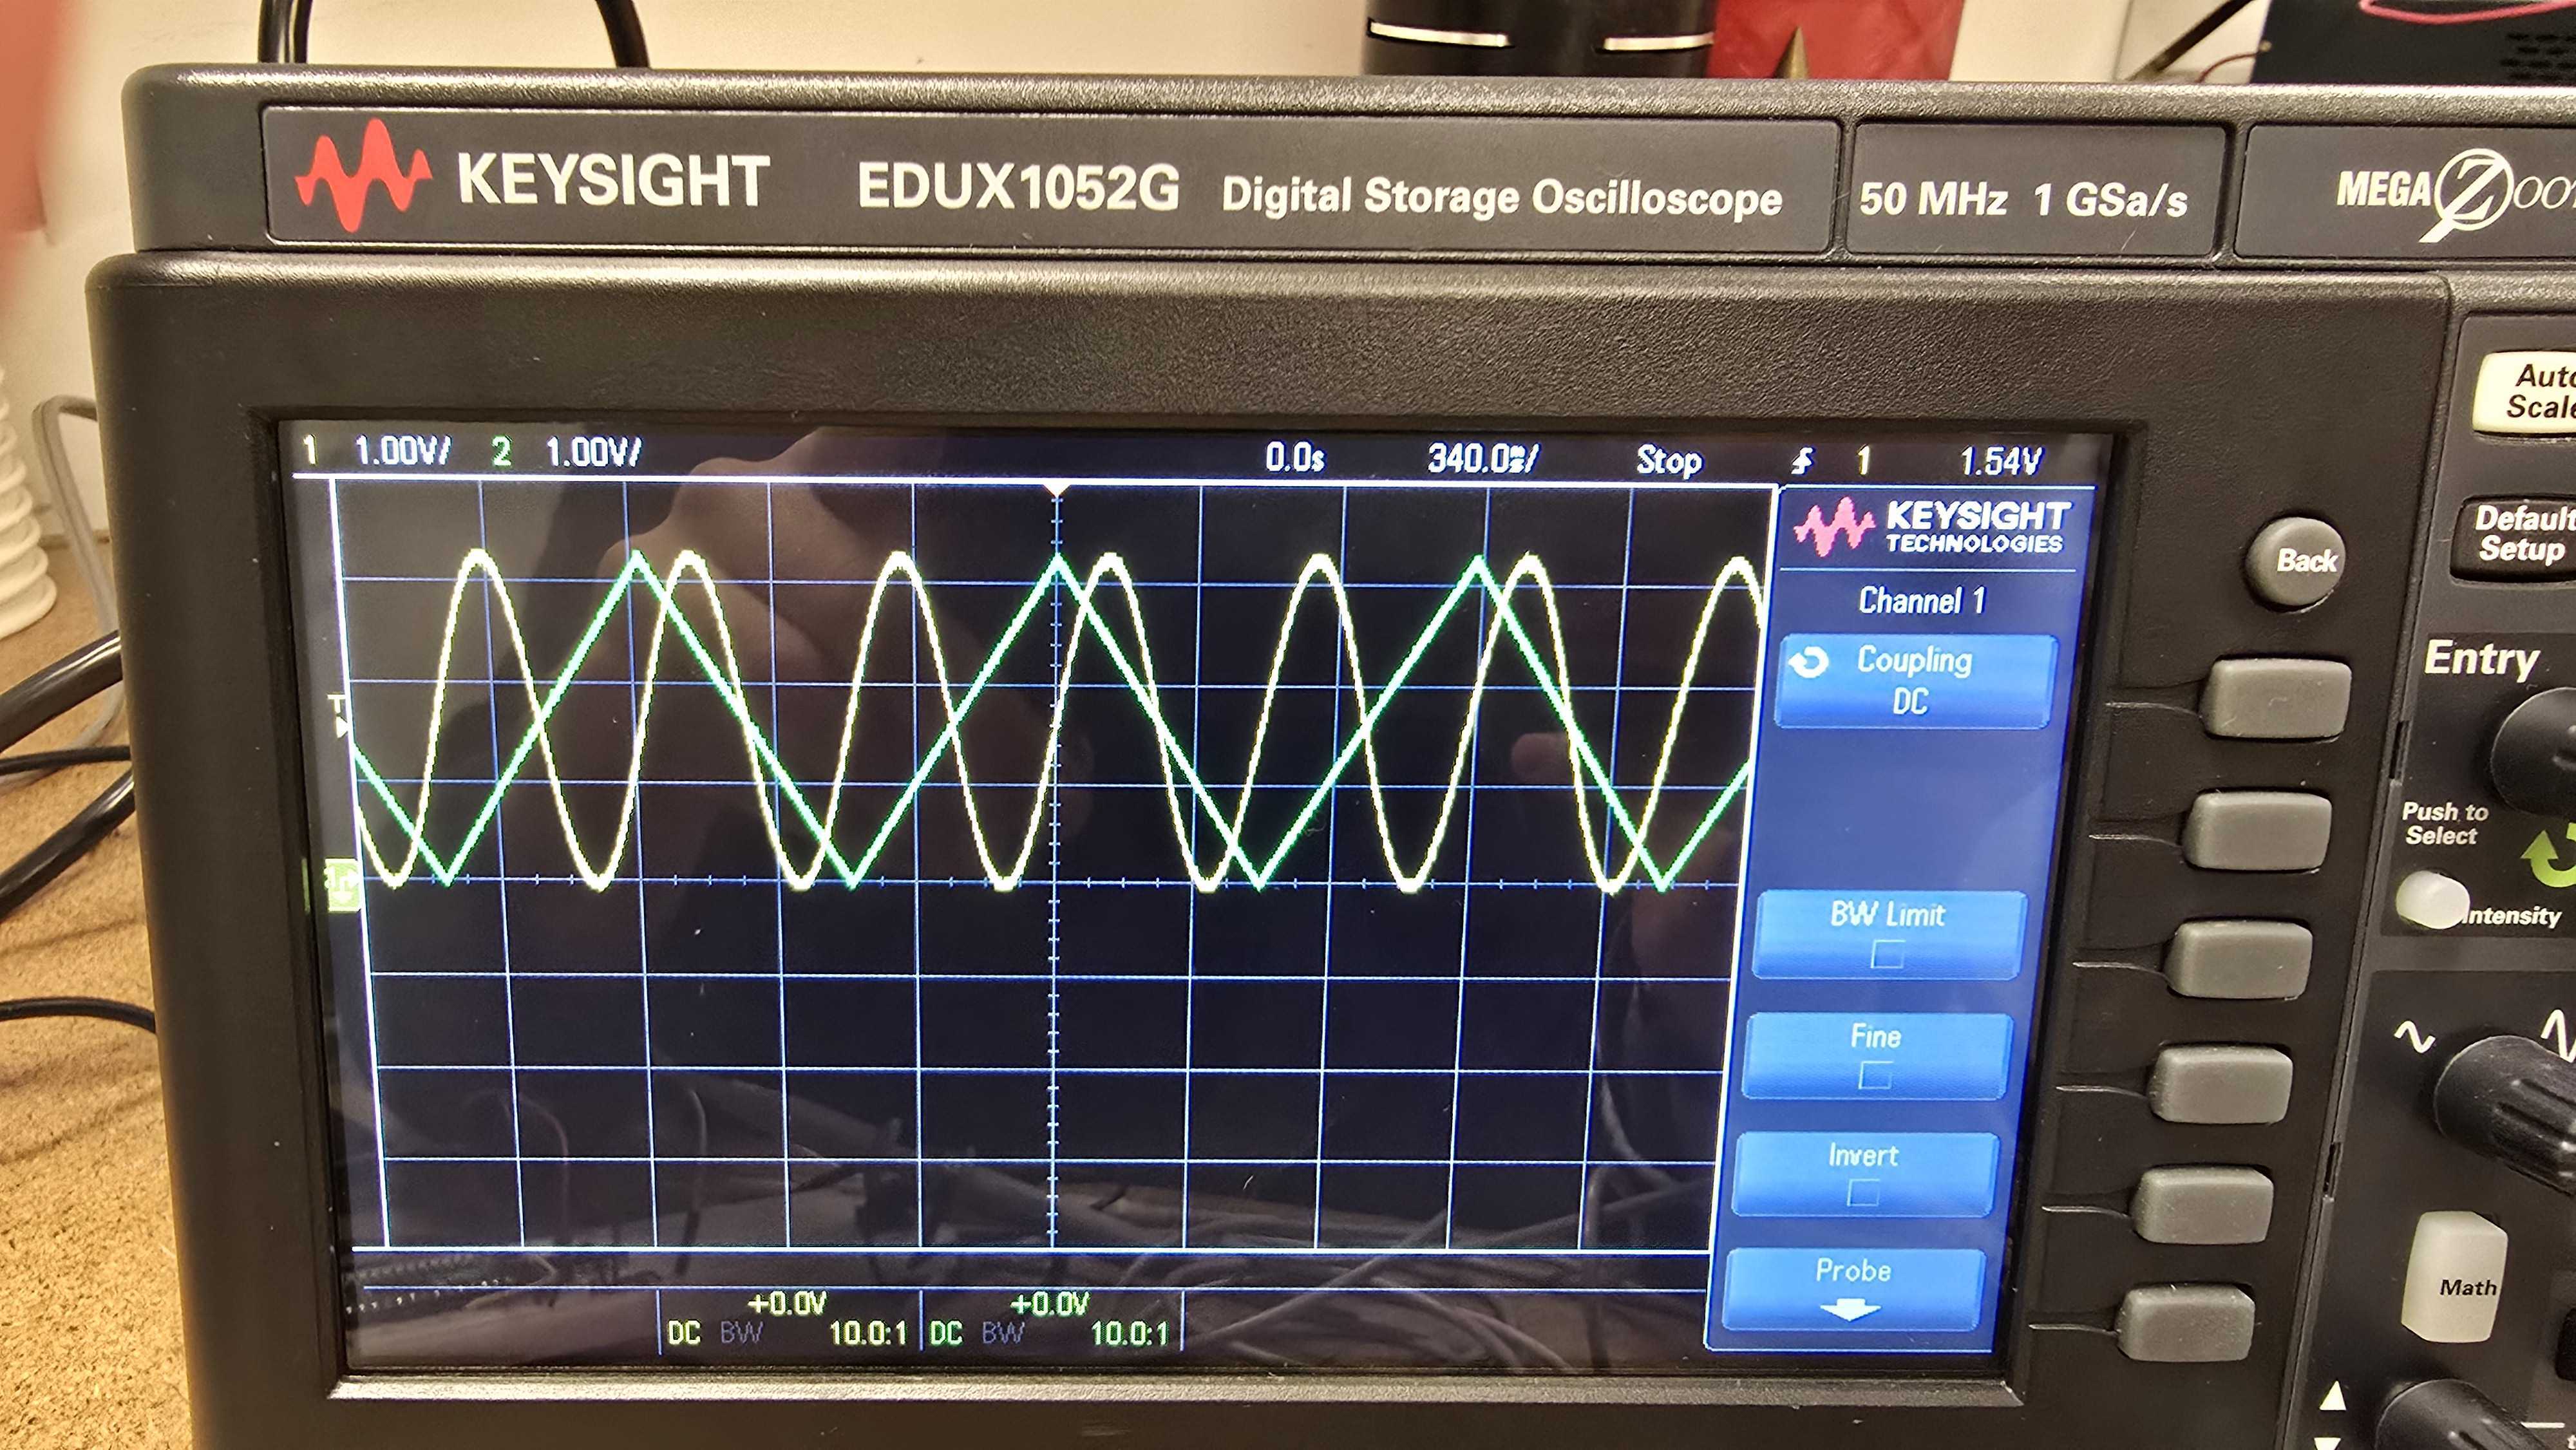 KEYSIGHT EDUX1052G Digital Storage Oscilloscope 50 MHz 1 GSa/s MEGA
1 1.00V/ 2 1.00V/ 0.0s 340.0 Stop 1 1.54V
KEYSIGHT
TECHNOLOGIES
Channel 1
Coupling
DC
BW Limit
Fine
Invert
Probe
T
+0.0V +0.0V
DC BW 10.0:1 DC BW 10.0:1
Auto
Scale
Default
Setup
Back
Entry
Push to
Select
Intensity
Math